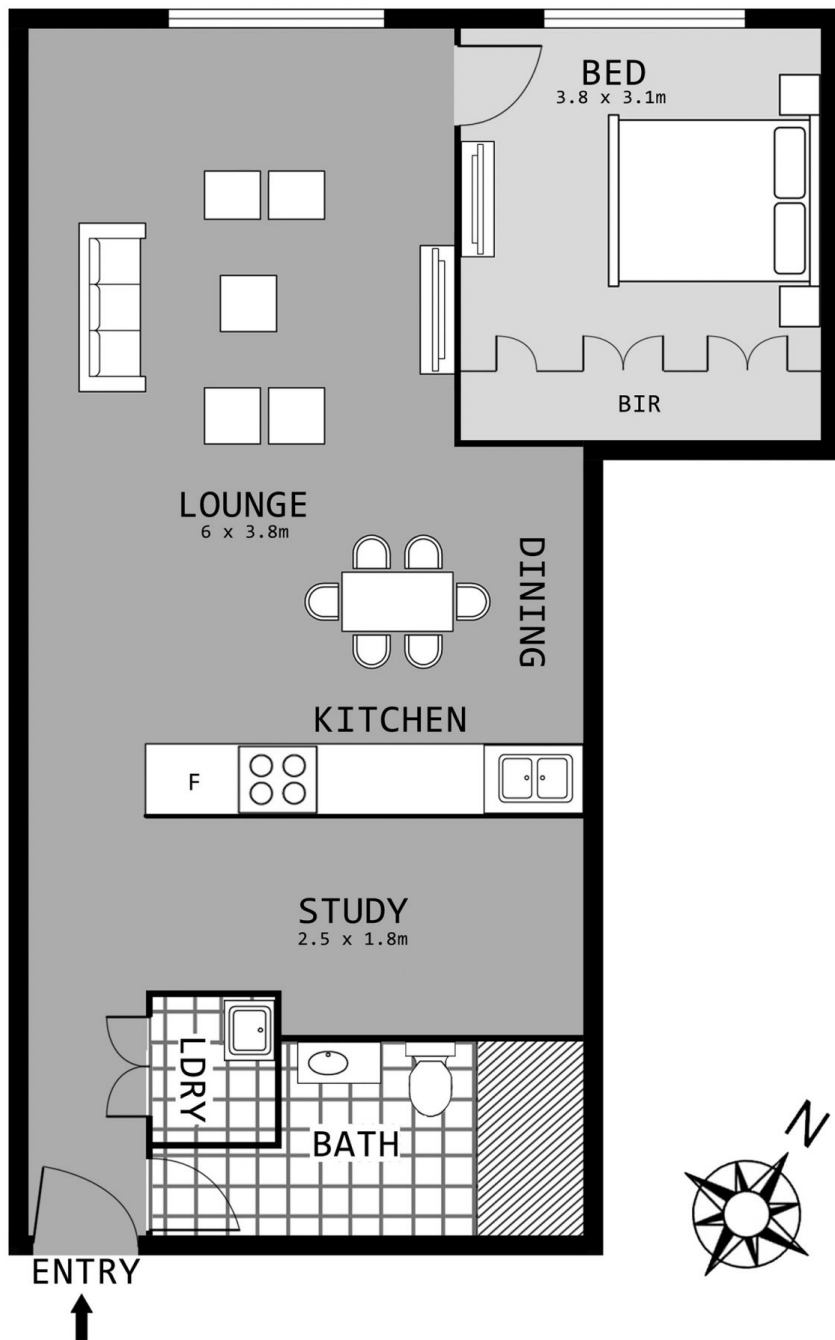 BED
3.8 x 3.1m
BIR
LOUNGE
6 x 3.8m
DINING
KITCHEN
F
STUDY
2.5 x 1.8m
LDRY
BATH
N
ENTRY